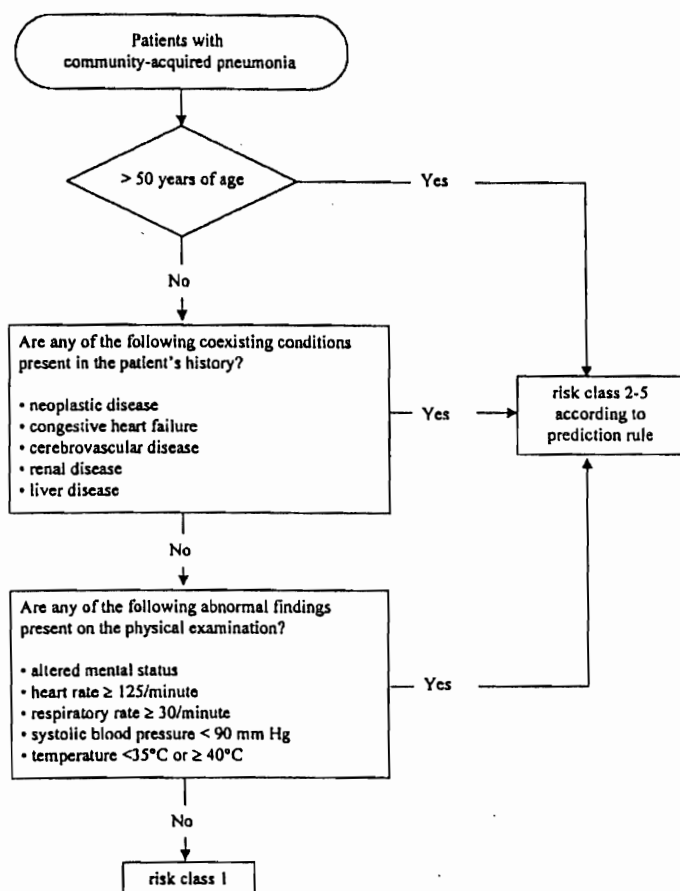 Patients with
community-acquired pneumonia
> 50 years of age
Yes
No
Are any of the following coexisting conditions
present in the patient's history?
• neoplastic disease
• congestive heart failure
• cerebrovascular disease
• renal disease
• liver disease
Yes
risk class 2-5
according to
prediction rule
No
Are any of the following abnormal findings
present on the physical examination?
• altered mental status
• heart rate ≥ 125/minute
• respiratory rate ≥ 30/minute
• systolic blood pressure < 90 mm Hg
• temperature <35°C or ≥ 40°C
Yes
No
risk class 1